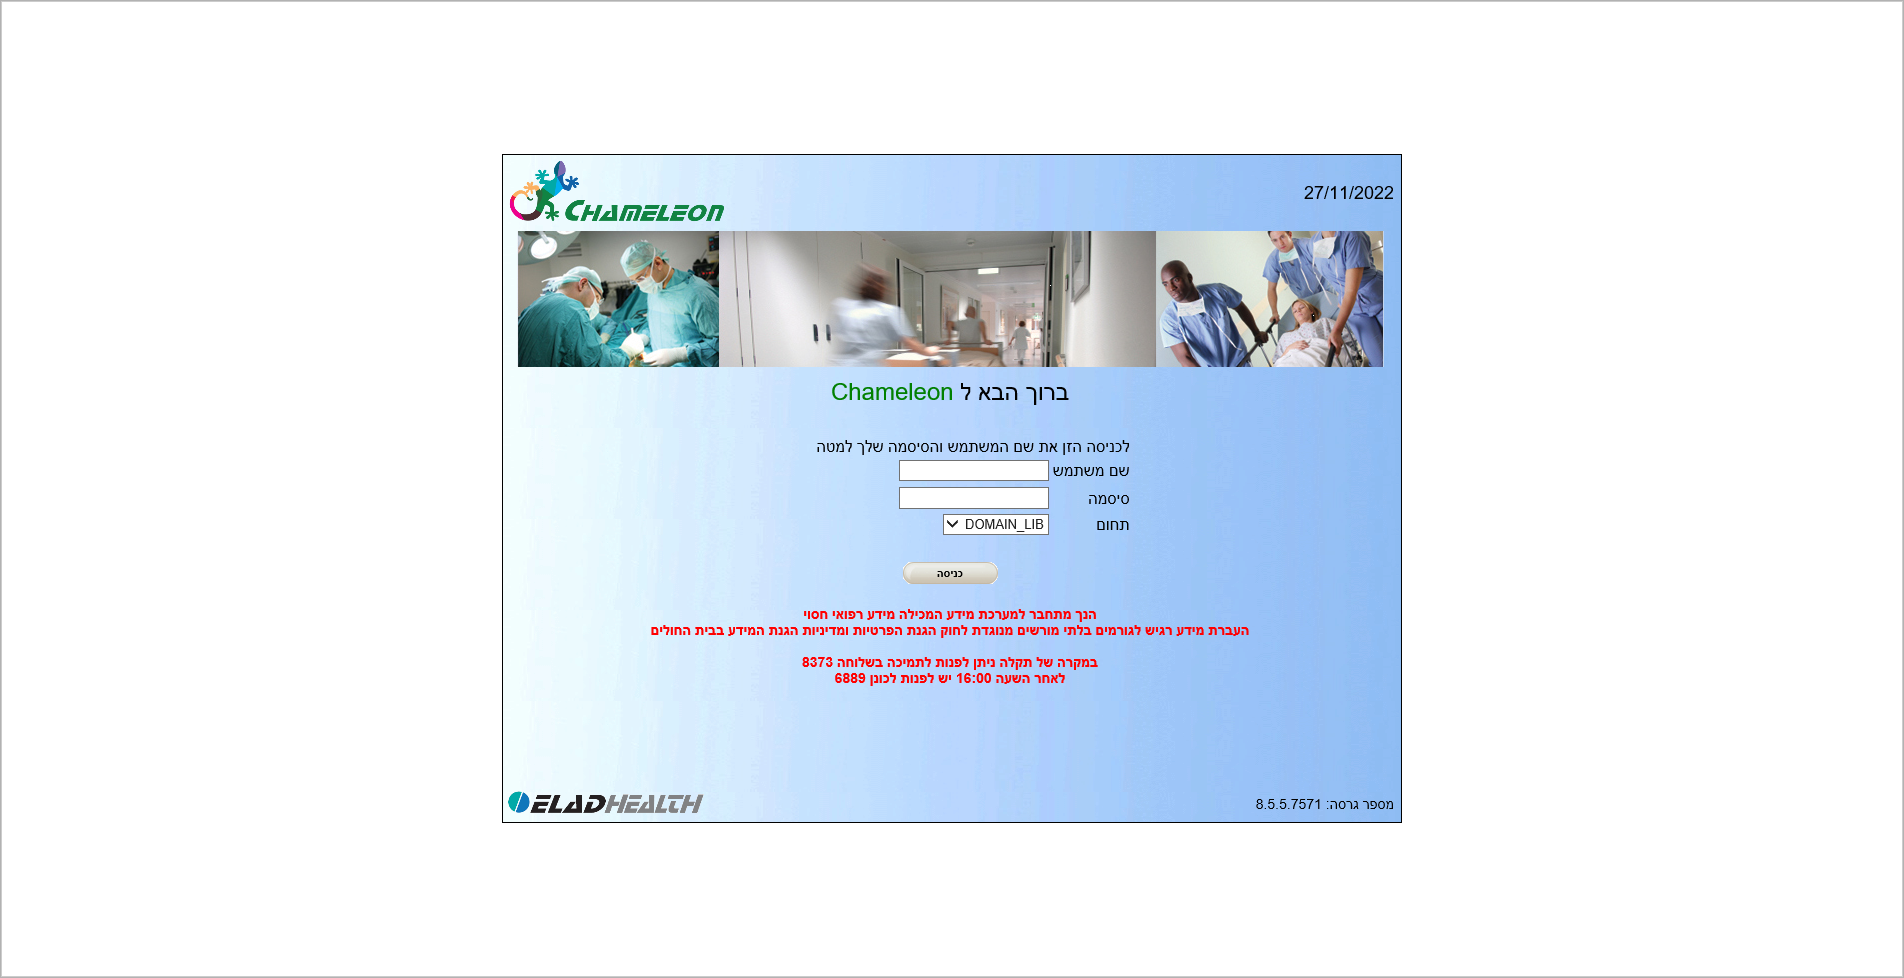 CHAMELEON
27/11/2022
ברוך הבא ל Chameleon
לכניסה הזן את שם המשתמש והסיסמה שלך למטה
שם משתמש
סיסמה
תחום DOMAIN_LIB
כניסה
הנך מתחבר למערכת מידע המכילה מידע רפואי חסוי
העברת מידע רגיש לגורמים בלתי מורשים מנוגדת לחוק הגנת הפרטיות ומדיניות הגנת המידע בבית החולים
במקרה של תקלה ניתן לפנות לתמיכה בשלוחה 8373
לאחר השעה 16:00 יש לפנות לכונן 6889
ELADHEALTH
מספר גרסה: 8.5.5.7571